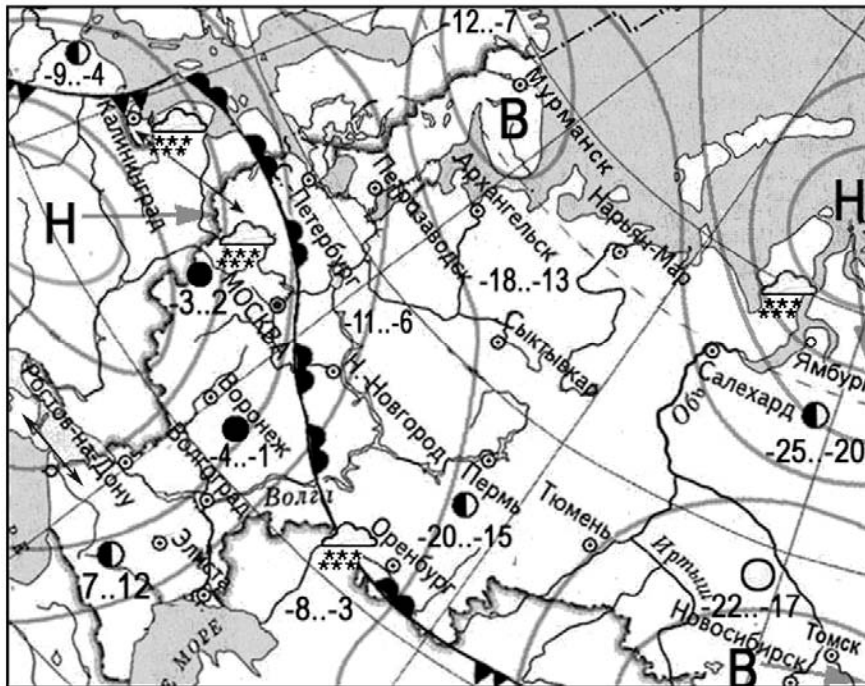 -12..-7
-9..-4
Мурманск
В
Калининград
С. Петербург
Петрозаводск
Архангельск
Нарьян-Мар
Н
Н
-18..-13
-3..2
МОСКВА
-11..-6
Сыктывкар
Салехард
Ямбург
Обь
Н. Новгород
Воронеж
-4..-1
Ростов-на-Дону
Волгоград
Волга
-25..-20
Пермь
Тюмень
-20..-15
Оренбург
Элиста
7..12
-8..-3
Иртыш
-22..-17
Новосибирск
Томск
В
МОРЕ